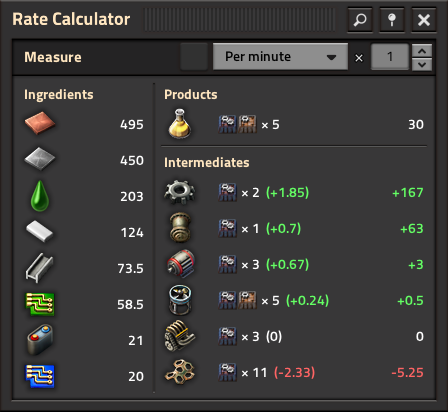 Rate Calculator
Measure Per minute × 1
Ingredients
495
450
203
124
73.5
58.5
21
20
Products
× 5 30
Intermediates
× 2 (+1.85) +167
× 1 (+0.7) +63
× 3 (+0.67) +3
× 5 (+0.24) +0.5
× 3 (0) 0
× 11 (-2.33) -5.25